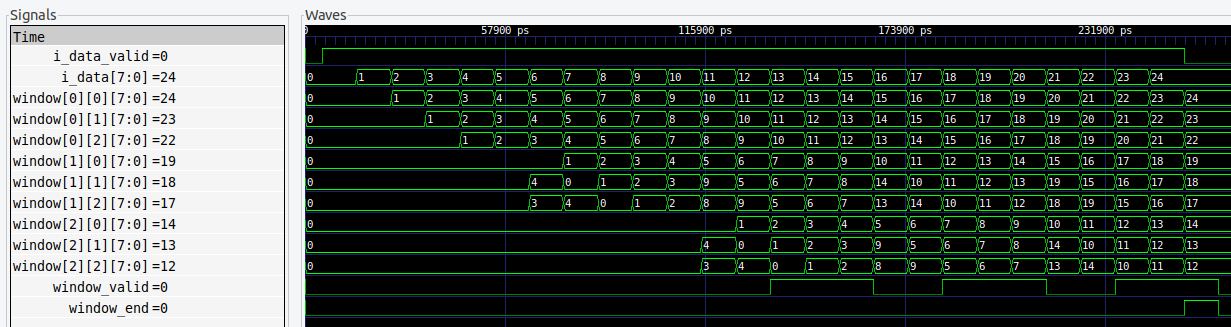 Signals Waves
Time 0 57900 ps 115900 ps 173900 ps 231900 ps
i_data_valid=0
i_data[7:0]=24 0 1 2 3 4 5 6 7 8 9 10 11 12 13 14 15 16 17 18 19 20 21 22 23 24
window[0][0][7:0]=24 0 1 2 3 4 5 6 7 8 9 10 11 12 13 14 15 16 17 18 19 20 21 22 23 24
window[0][1][7:0]=23 0 1 2 3 4 5 6 7 8 9 10 11 12 13 14 15 16 17 18 19 20 21 22 23
window[0][2][7:0]=22 0 1 2 3 4 5 6 7 8 9 10 11 12 13 14 15 16 17 18 19 20 21 22
window[1][0][7:0]=19 0 1 2 3 4 5 6 7 8 9 10 11 12 13 14 15 16 17 18 19
window[1][1][7:0]=18 0 4 0 1 2 3 9 5 6 7 8 14 10 11 12 13 19 15 16 17 18
window[1][2][7:0]=17 0 3 4 0 1 2 8 9 5 6 7 13 14 10 11 12 18 19 15 16 17
window[2][0][7:0]=14 0 1 2 3 4 5 6 7 8 9 10 11 12 13 14
window[2][1][7:0]=13 0 4 0 1 2 3 9 5 6 7 8 14 10 11 12 13
window[2][2][7:0]=12 0 3 4 0 1 2 8 9 5 6 7 13 14 10 11 12
window_valid=0
window_end=0